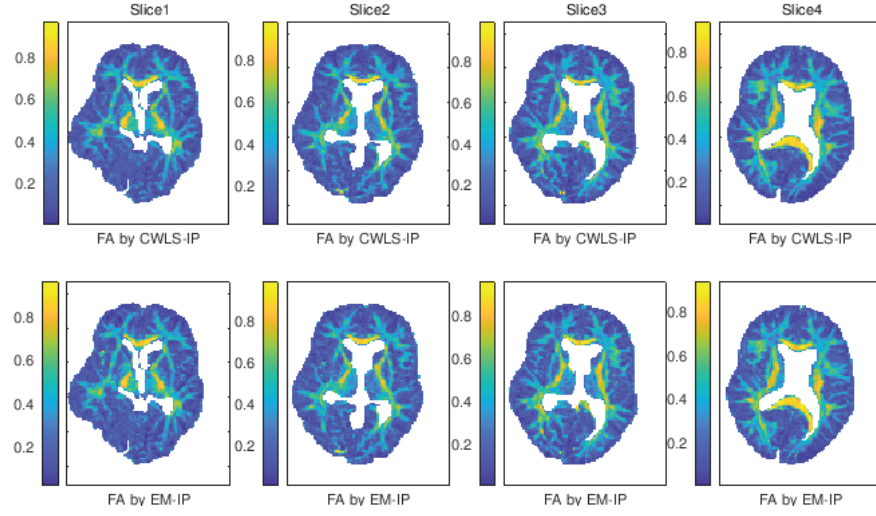 Slice1 Slice2 Slice3 Slice4
0.8 0.8 0.8 0.8
0.6 0.6 0.6 0.6
0.4 0.4 0.4 0.4
0.2 0.2 0.2 0.2
FA by CWLS-IP FA by CWLS-IP FA by CWLS-IP FA by CWLS-IP
0.8 0.8 0.8 0.8
0.6 0.6 0.6 0.6
0.4 0.4 0.4 0.4
0.2 0.2 0.2 0.2
FA by EM-IP FA by EM-IP FA by EM-IP FA by EM-IP